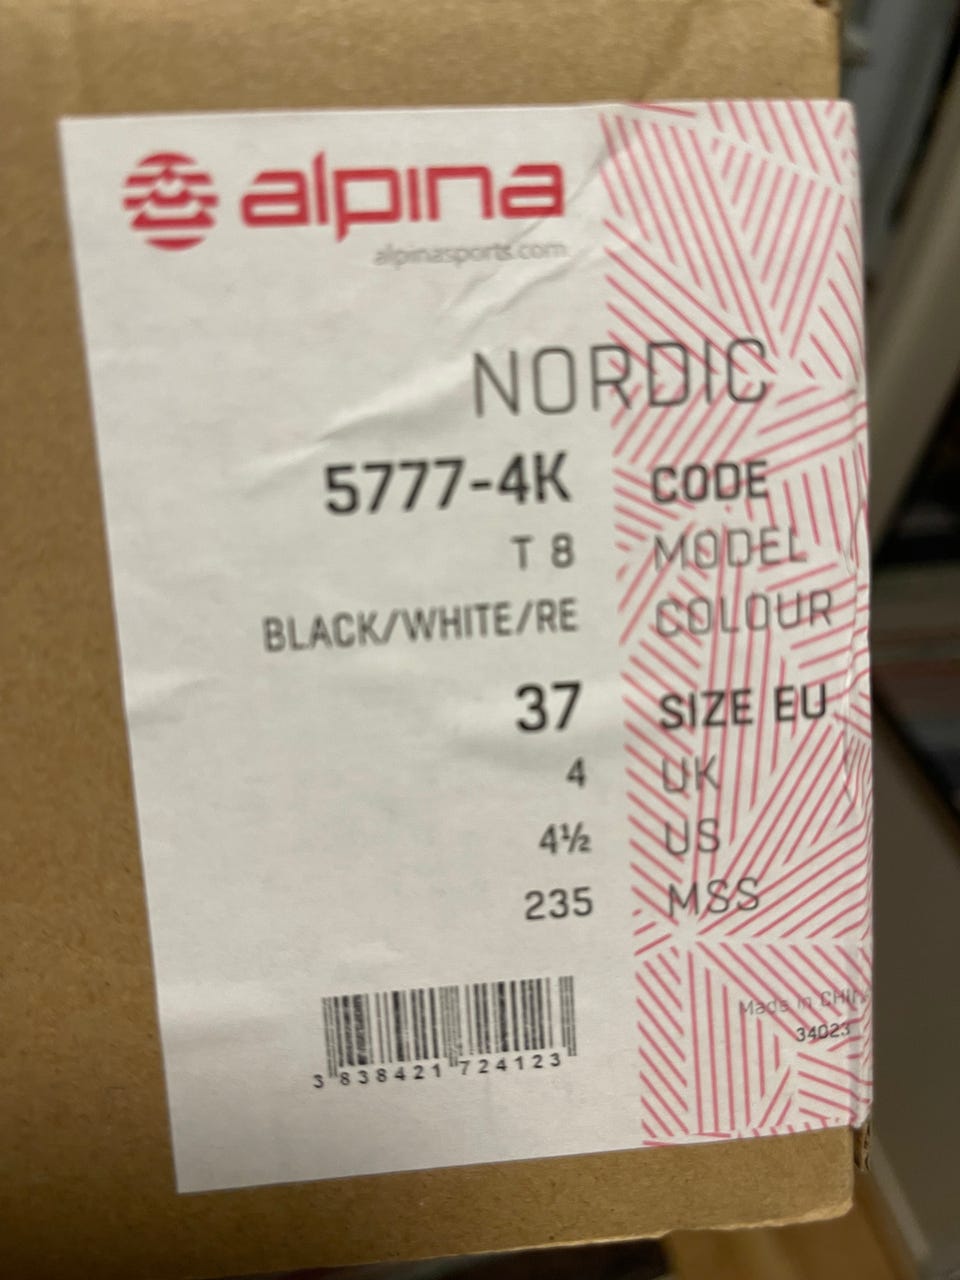 alpina
alpinasports.com
NORDIC
5777-4K CODE
T 8 MODEL
BLACK/WHITE/RE COLOUR
37 SIZE EU
4 UK
4½ US
235 MSS
Made in CHINA
34023
3 838421 724123